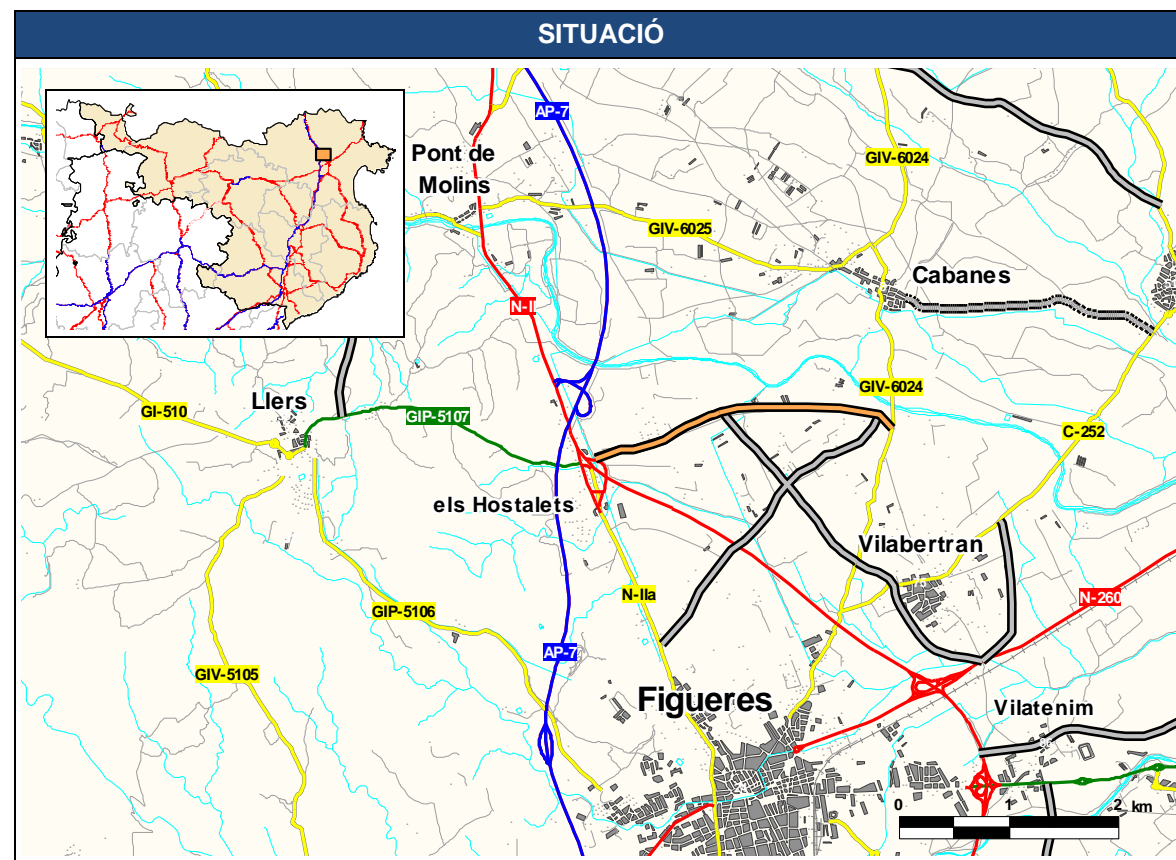 SITUACIÓ
AP-7
Pont de
Molins
GIV-6024
GIV-6025
Cabanes
N-II
GIV-6024
Llers
GI-510
GIP-5107
C-252
els Hostalets
Vilabertran
N-IIa
N-260
GIP-5106
AP-7
GIV-5105
Figueres
Vilatenim
0 1 2 km